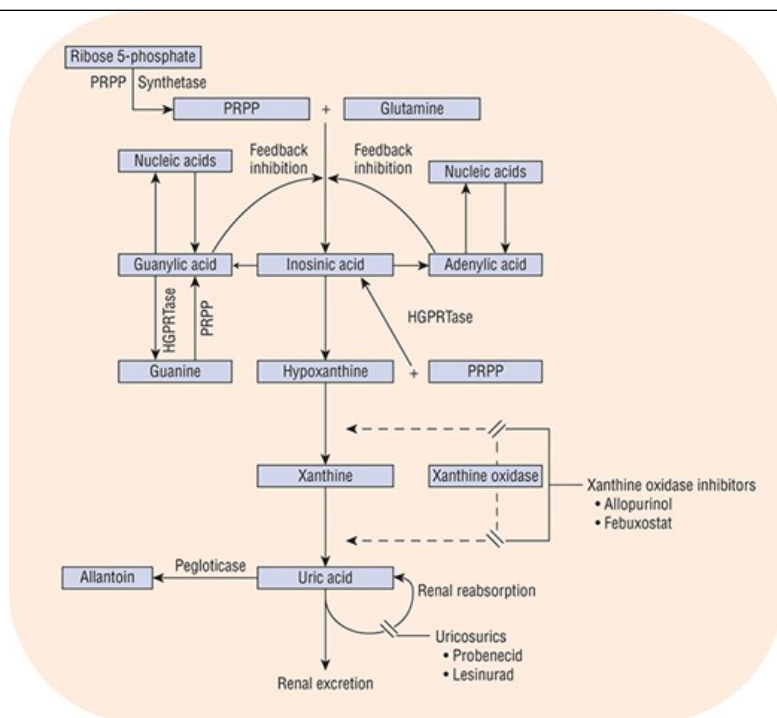 Ribose 5-phosphate
PRPP Synthetase
PRPP + Glutamine
Feedback
inhibition
Feedback
inhibition
Nucleic acids
Nucleic acids
Guanylic acid
Inosinic acid
Adenylic acid
HGPRTase
PRPP
HGPRTase
Guanine
Hypoxanthine + PRPP
Xanthine
Xanthine oxidase
Xanthine oxidase inhibitors
• Allopurinol
• Febuxostat
Allantoin
Pegloticase
Uric acid
Renal reabsorption
Uricosurics
• Probenecid
• Lesinurad
Renal excretion